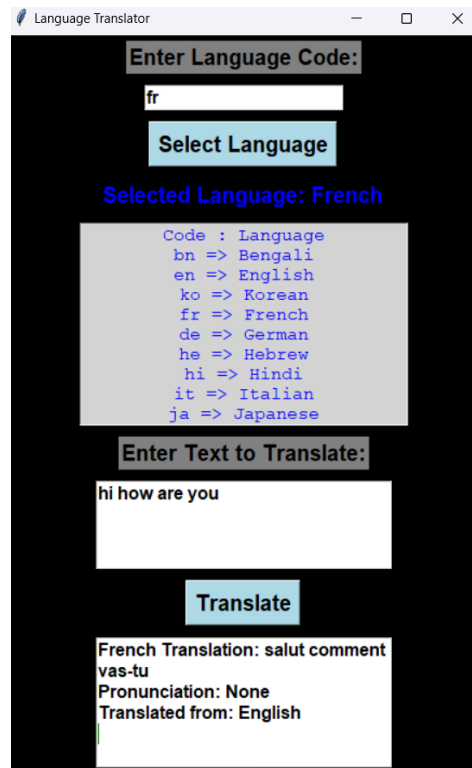 Language Translator
Enter Language Code:
fr
Select Language
Selected Language: French
Code : Language
bn => Bengali
en => English
ko => Korean
fr => French
de => German
he => Hebrew
hi => Hindi
it => Italian
ja => Japanese
Enter Text to Translate:
hi how are you
Translate
French Translation: salut comment
vas-tu
Pronunciation: None
Translated from: English